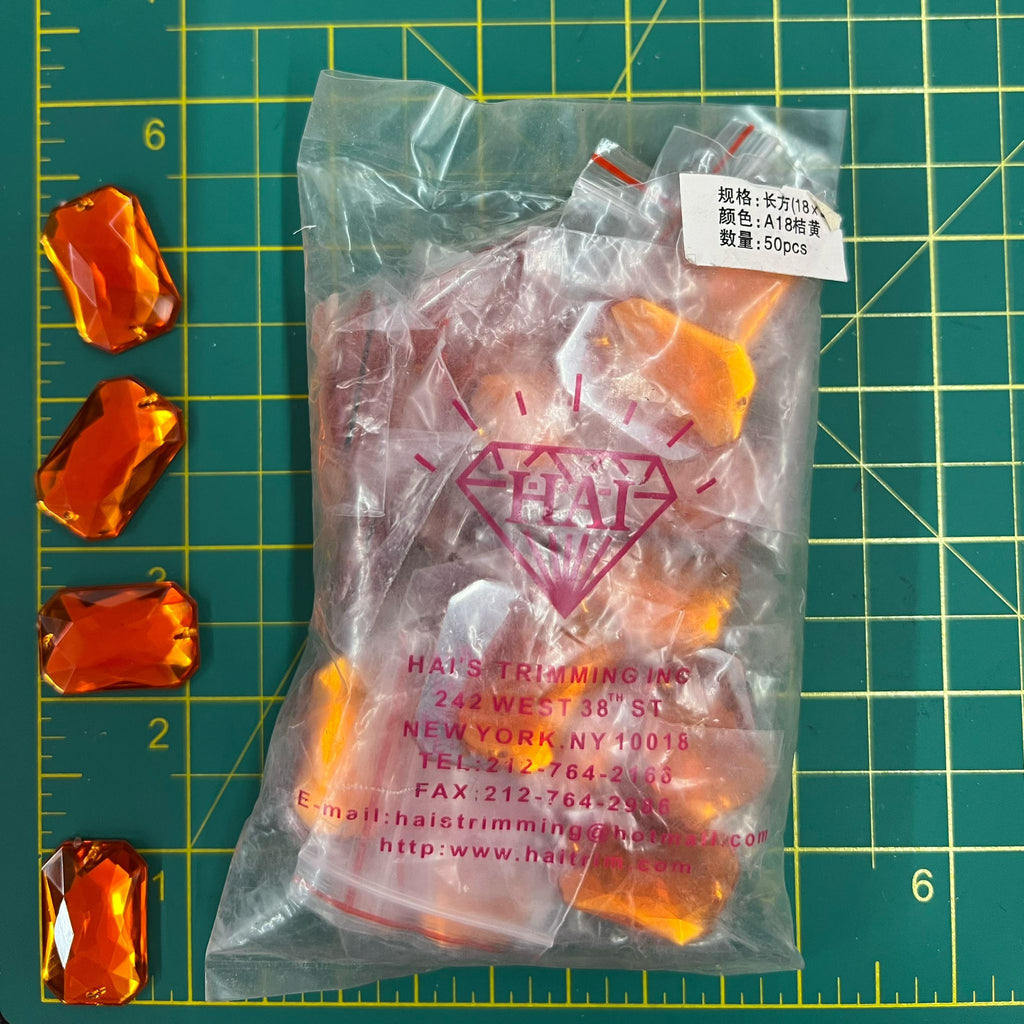 6
规格:长方(18×
颜色:A18桔黄
数量:50pcs
HAI
HAI'S TRIMMING INC
242 WEST 38TH ST
NEW YORK.NY 10018
TEL:212-764-2166
FAX:212-764-2986
E-mail:haistrimming@hotmail.com
http:www.haitrim.com
3
2
1
6